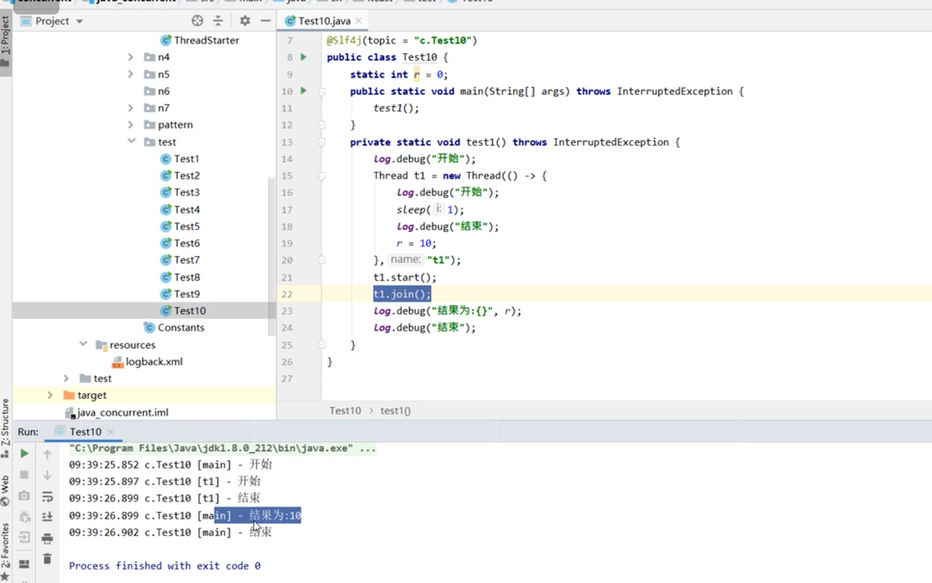 Project
Test10.java
ThreadStarter
n4
n5
n6
n7
pattern
test
Test1
Test2
Test3
Test4
Test5
Test6
Test7
Test8
Test9
Test10
Constants
resources
logback.xml
test
target
java_concurrent.iml
1: Project
7 @Slf4j(topic = "c.Test10")
8 public class Test10 {
9 static int r = 0;
10 public static void main(String[] args) throws InterruptedException {
11 test1();
12 }
13 private static void test1() throws InterruptedException {
14 log.debug("开始");
15 Thread t1 = new Thread(() -> {
16 log.debug("开始");
17 sleep( i: 1);
18 log.debug("结束");
19 r = 10;
20 }, name: "t1");
21 t1.start();
22 t1.join();
23 log.debug("结果为:{}", r);
24 log.debug("结束");
25 }
26 }
27
Test10 › test1()
Z: Structure
Web
2: Favorites
Run: Test10
"C:\Program Files\Java\jdk1.8.0_212\bin\java.exe" ...
09:39:25.852 c.Test10 [main] - 开始
09:39:25.897 c.Test10 [t1] - 开始
09:39:26.899 c.Test10 [t1] - 结束
09:39:26.899 c.Test10 [main] - 结果为:10
09:39:26.902 c.Test10 [main] - 结束
Process finished with exit code 0